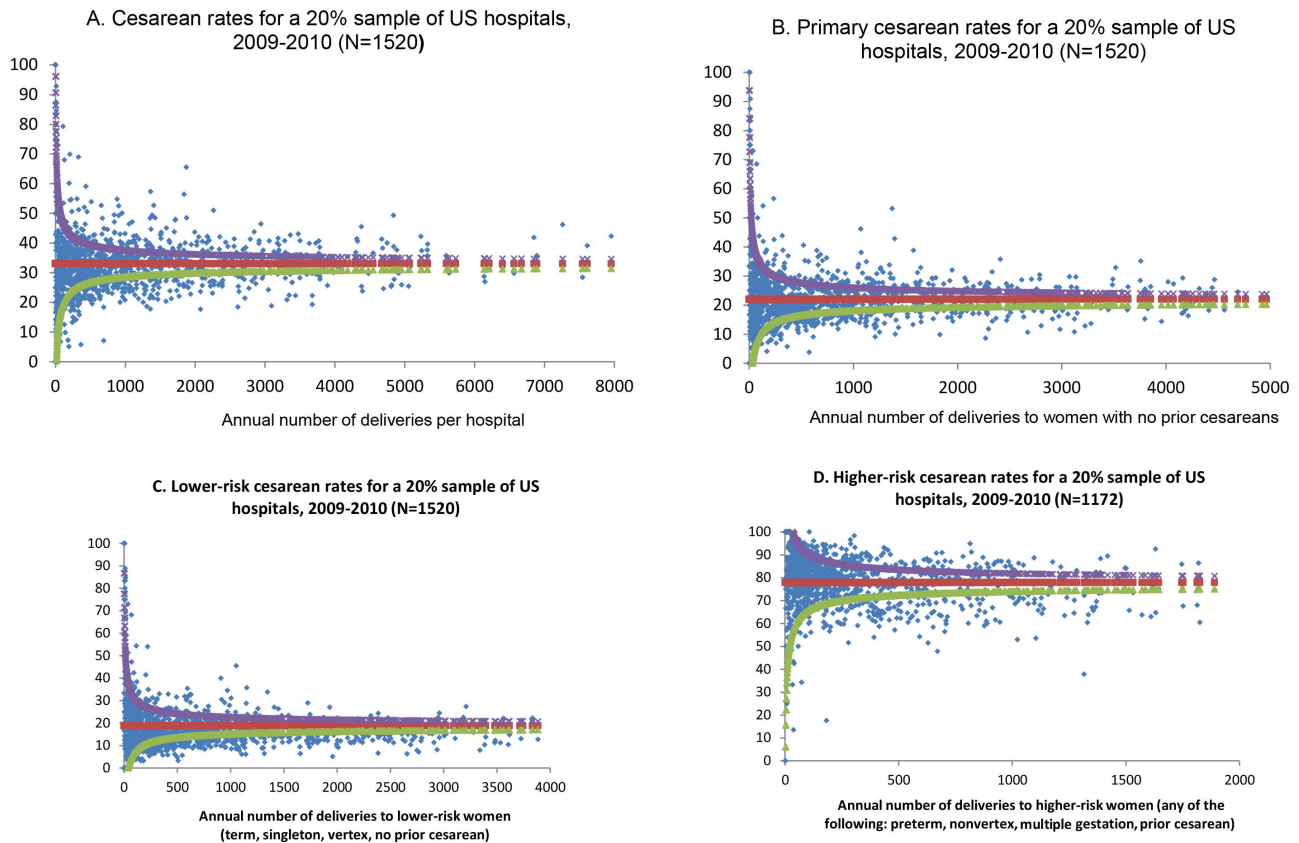 A. Cesarean rates for a 20% sample of US hospitals,
2009-2010 (N=1520)
100
90
80
70
60
50
40
30
20
10
0
0 1000 2000 3000 4000 5000 6000 7000 8000
Annual number of deliveries per hospital
B. Primary cesarean rates for a 20% sample of US
hospitals, 2009-2010 (N=1520)
100
90
80
70
60
50
40
30
20
10
0
0 1000 2000 3000 4000 5000
Annual number of deliveries to women with no prior cesareans
C. Lower-risk cesarean rates for a 20% sample of US
hospitals, 2009-2010 (N=1520)
100
90
80
70
60
50
40
30
20
10
0
0 500 1000 1500 2000 2500 3000 3500 4000
Annual number of deliveries to lower-risk women
(term, singleton, vertex, no prior cesarean)
D. Higher-risk cesarean rates for a 20% sample of US
hospitals, 2009-2010 (N=1172)
100
90
80
70
60
50
40
30
20
10
0
0 500 1000 1500 2000
Annual number of deliveries to higher-risk women (any of the
following: preterm, nonvertex, multiple gestation, prior cesarean)